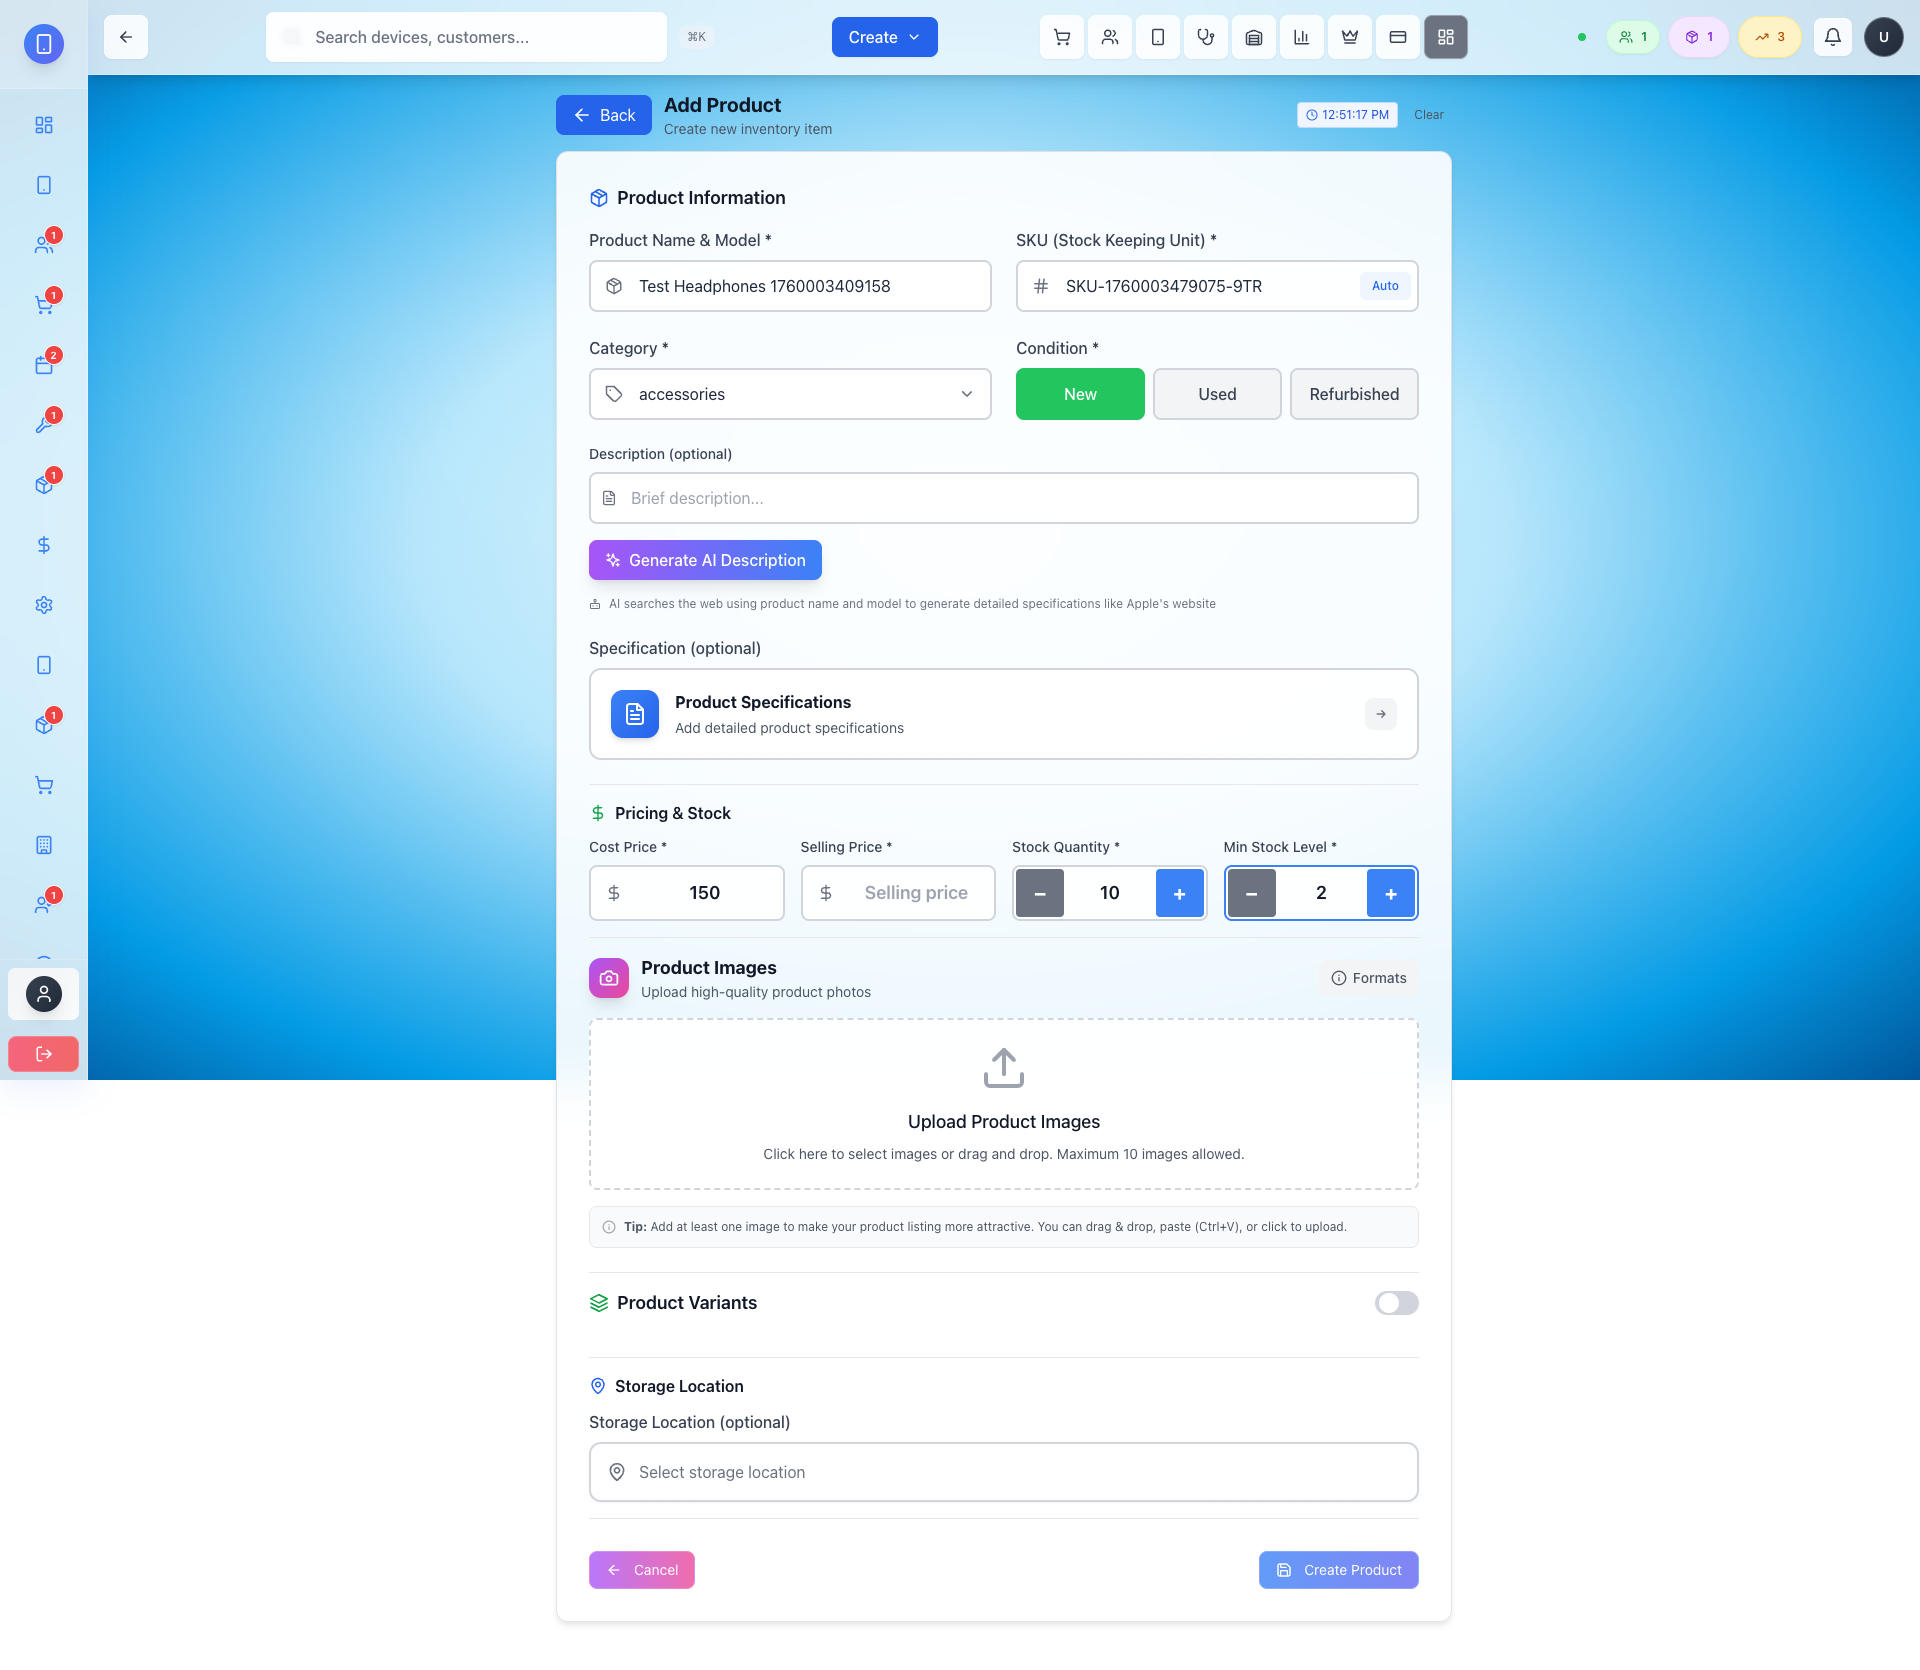 Search devices, customers...
⌘K
Create
1
1
3
U
Back
Add Product
Create new inventory item
12:51:17 PM
Clear
1
1
2
1
1
1
1
Product Information
Product Name & Model *
Test Headphones 1760003409158
SKU (Stock Keeping Unit) *
SKU-1760003479075-9TR
Auto
Category *
accessories
Condition *
New
Used
Refurbished
Description (optional)
Brief description...
Generate AI Description
AI searches the web using product name and model to generate detailed specifications like Apple's website
Specification (optional)
Product Specifications
Add detailed product specifications
Pricing & Stock
Cost Price *
150
Selling Price *
Selling price
Stock Quantity *
− 10 +
Min Stock Level *
− 2 +
Product Images
Upload high-quality product photos
Formats
Upload Product Images
Click here to select images or drag and drop. Maximum 10 images allowed.
Tip: Add at least one image to make your product listing more attractive. You can drag & drop, paste (Ctrl+V), or click to upload.
Product Variants
Storage Location
Storage Location (optional)
Select storage location
Cancel
Create Product